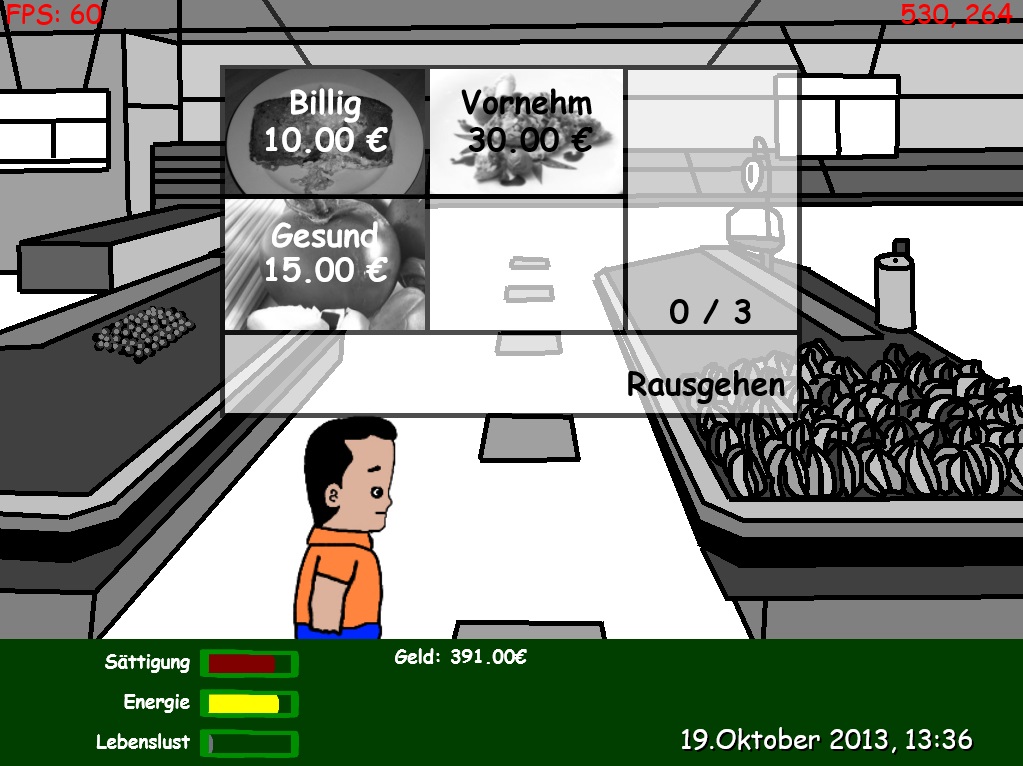 FPS: 60
530, 264
Billig
10.00 €
Vornehm
30.00 €
Gesund
15.00 €
0 / 3
Rausgehen
Sättigung
Geld: 391.00€
Energie
Lebenslust
19.Oktober 2013, 13:36